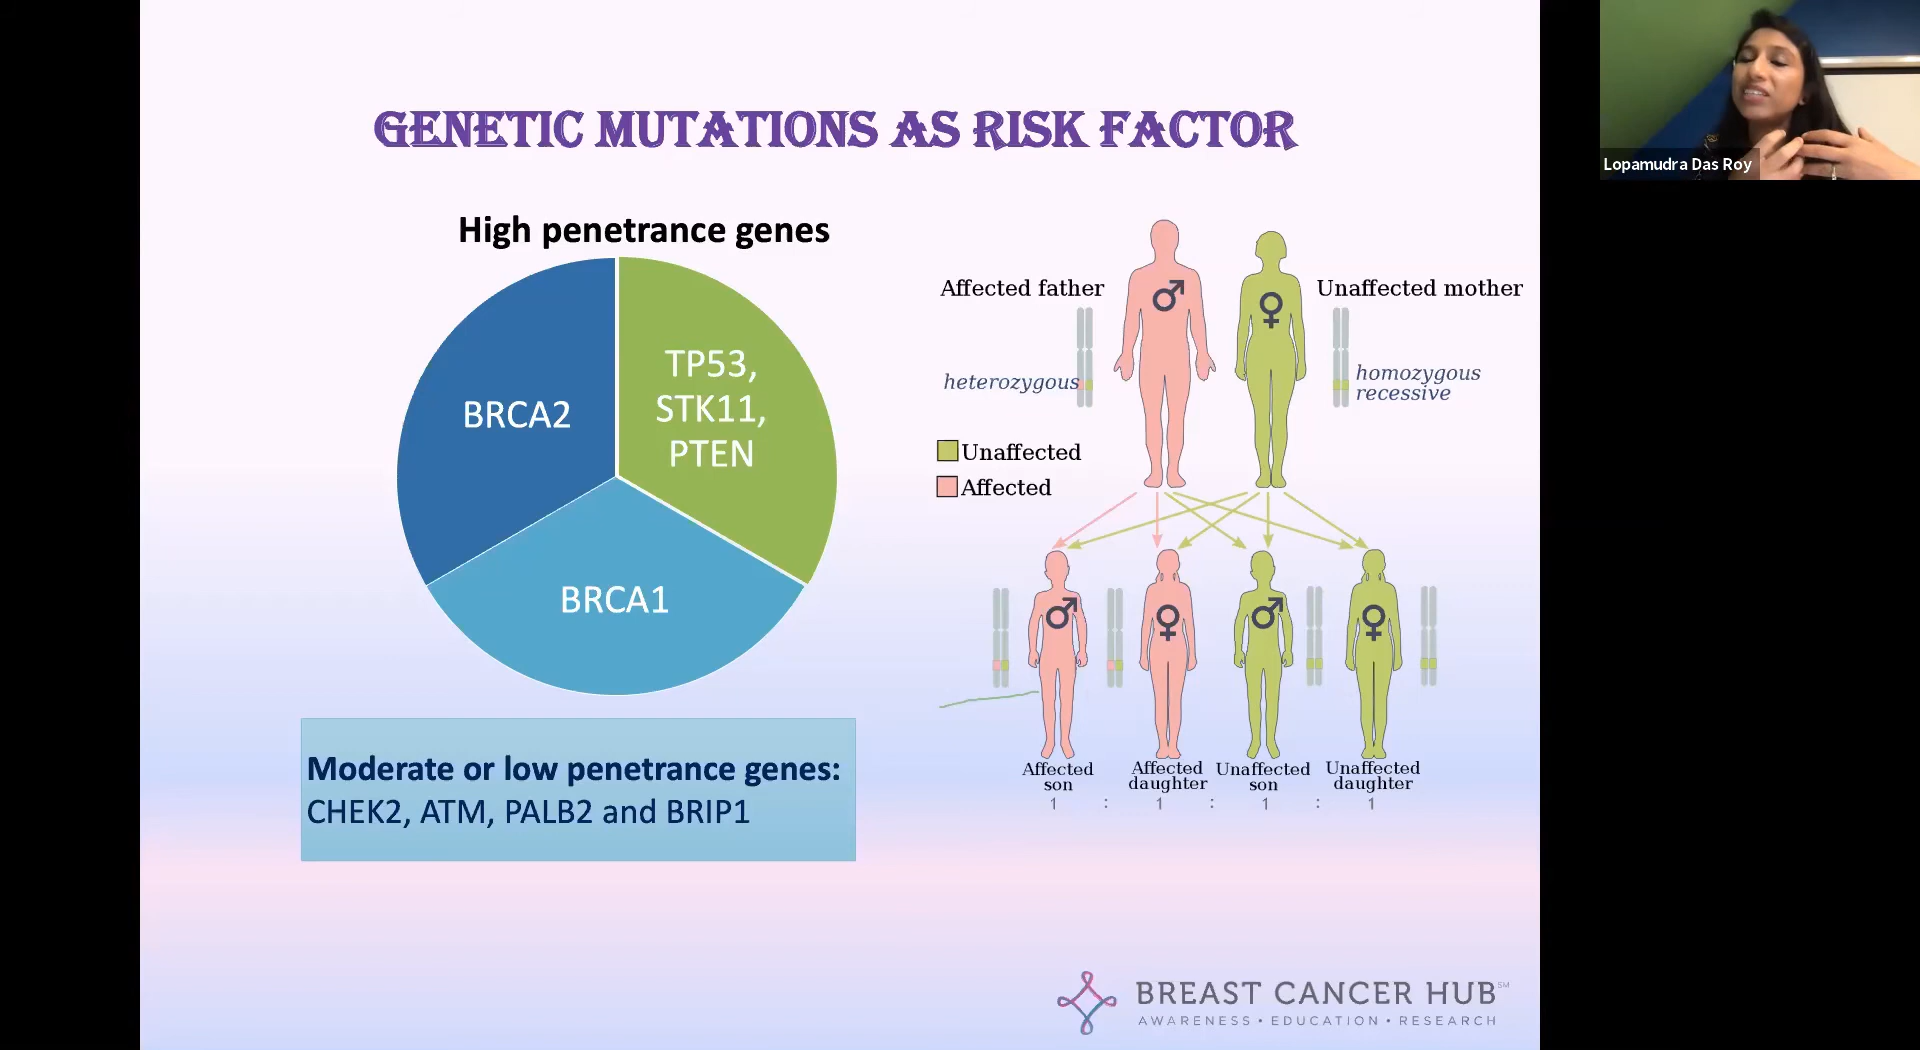 GENETIC MUTATIONS AS RISK FACTOR
High penetrance genes
BRCA2
TP53,
STK11,
PTEN
BRCA1
Moderate or low penetrance genes:
CHEK2, ATM, PALB2 and BRIP1
Affected father
Unaffected mother
heterozygous
homozygous
recessive
Unaffected
Affected
Affected
son
Affected
daughter
Unaffected
son
Unaffected
daughter
1 : 1 : 1 : 1
BREAST CANCER HUB℠
AWARENESS • EDUCATION • RESEARCH
Lopamudra Das Roy